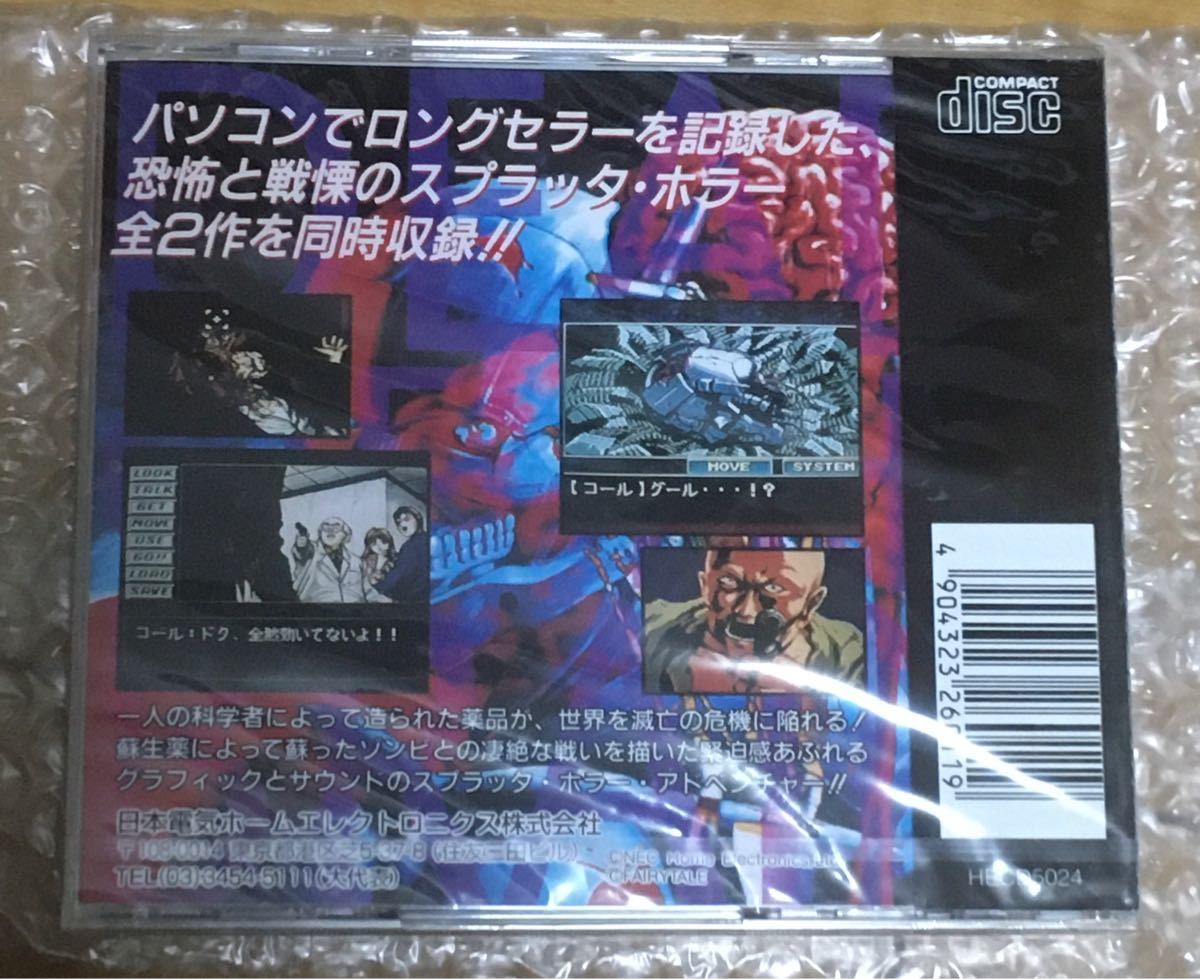 COMPACT
disc
パソコンでロングセラーを記録した、
恐怖と戦慄のスプラッタ・ホラー
全2作を同時収録!!
MOVE
SYSTEM
【コール】グール・・・!?
LOOK
TALK
GET
MOVE
USE
GO!!
LOAD
SAVE
コール:ドク、全然効いてないよ!!
一人の科学者によって造られた薬品が、世界を滅亡の危機に陥れる!
蘇生薬によって蘇ったゾンビとの凄絶な戦いを描いた緊迫感あふれる
グラフィックとサウンドのスプラッタ・ホラー・アドベンチャー!!
日本電気ホームエレクトロニクス株式会社
〒108-0014 東京都港区芝5-37-8(住友三田ビル)
TEL(03)3454-5111(大代表)
©NEC Home Electronics,Ltd.
©FAIRYTALE
HECD5024
4 904323 26
19